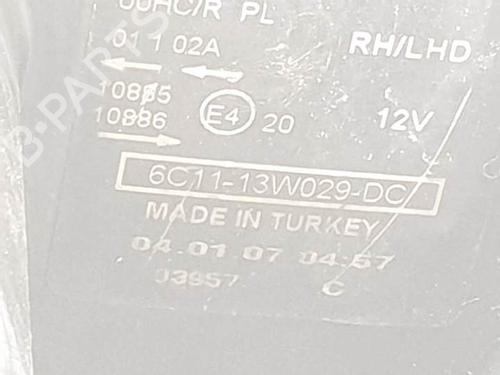 00HC/R PL
01 1 02A
RH/LHD
10885
10886
E4 20
12V
6C11-13W029-DC
MADE IN TURKEY
04.01.07 04:57
03957 C
B-PARTS